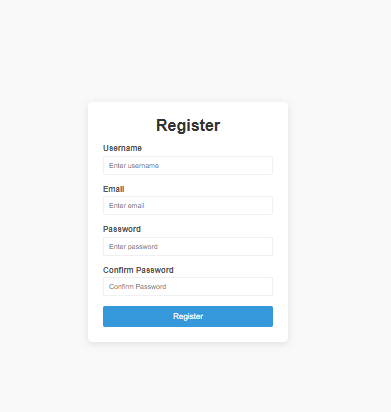 Register
Username
Enter username
Email
Enter email
Password
Enter password
Confirm Password
Confirm Password
Register